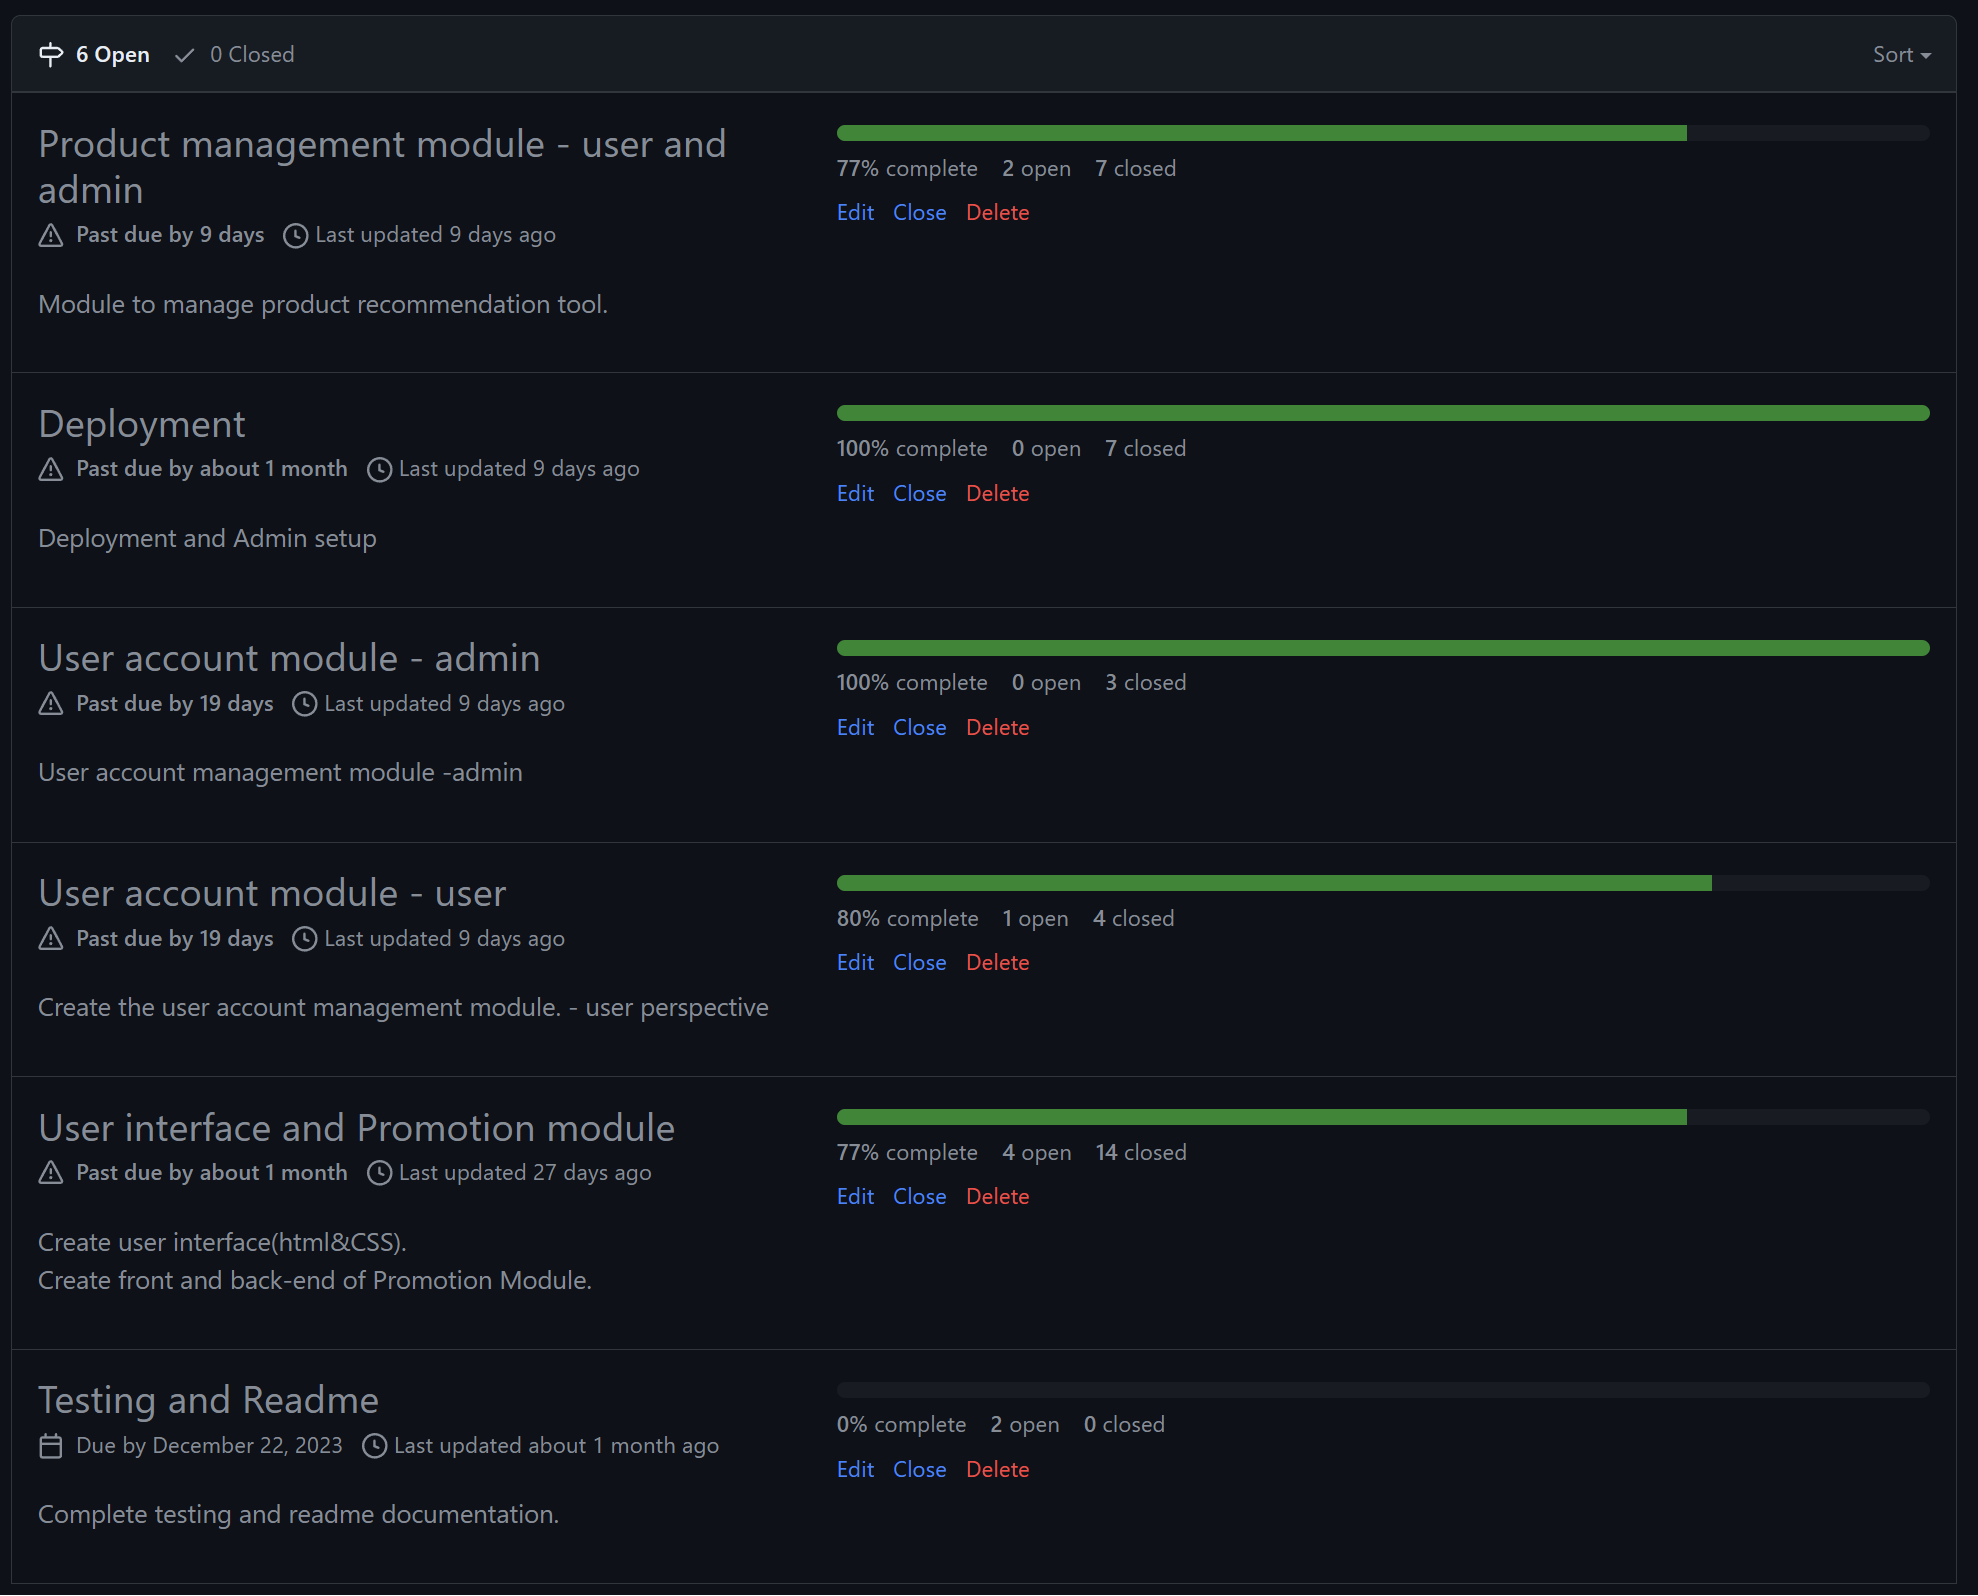 6 Open 0 Closed Sort
Product management module - user and
admin
Past due by 9 days Last updated 9 days ago
Module to manage product recommendation tool.
77% complete 2 open 7 closed
Edit Close Delete
Deployment
Past due by about 1 month Last updated 9 days ago
Deployment and Admin setup
100% complete 0 open 7 closed
Edit Close Delete
User account module - admin
Past due by 19 days Last updated 9 days ago
User account management module -admin
100% complete 0 open 3 closed
Edit Close Delete
User account module - user
Past due by 19 days Last updated 9 days ago
Create the user account management module. - user perspective
80% complete 1 open 4 closed
Edit Close Delete
User interface and Promotion module
Past due by about 1 month Last updated 27 days ago
Create user interface(html&CSS).
Create front and back-end of Promotion Module.
77% complete 4 open 14 closed
Edit Close Delete
Testing and Readme
Due by December 22, 2023 Last updated about 1 month ago
Complete testing and readme documentation.
0% complete 2 open 0 closed
Edit Close Delete